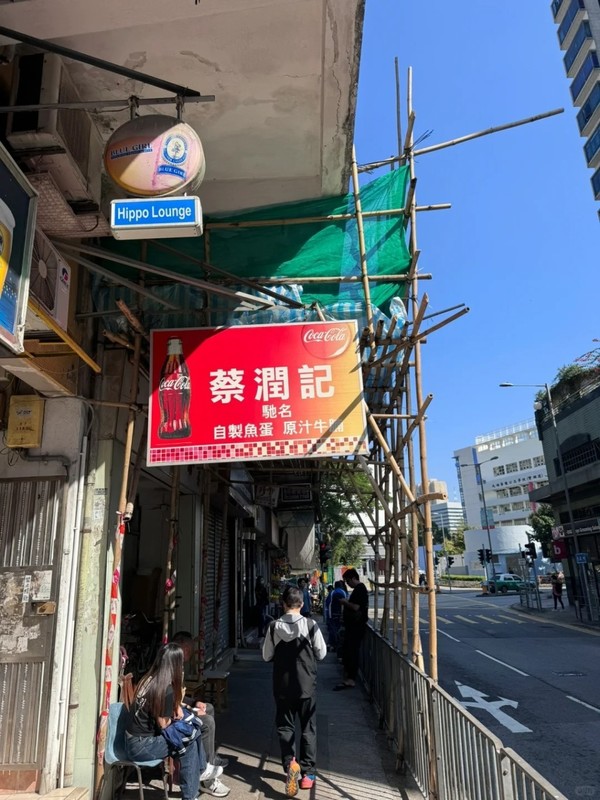 BLUE GIRL
Hippo Lounge
Coca-Cola
Coca-Cola
蔡潤記
馳名
自製魚蛋 原汁牛腩